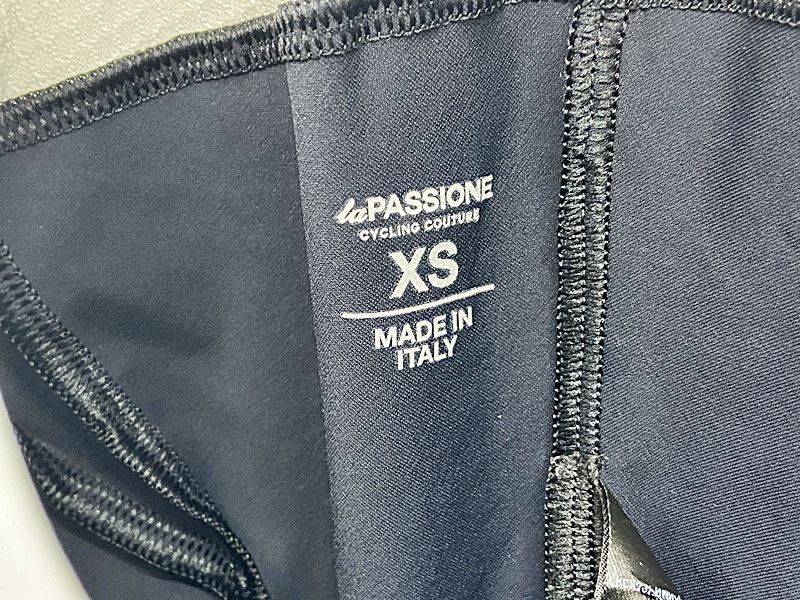 laPASSIONE
CYCLING COUTURE
XS
MADE IN
ITALY